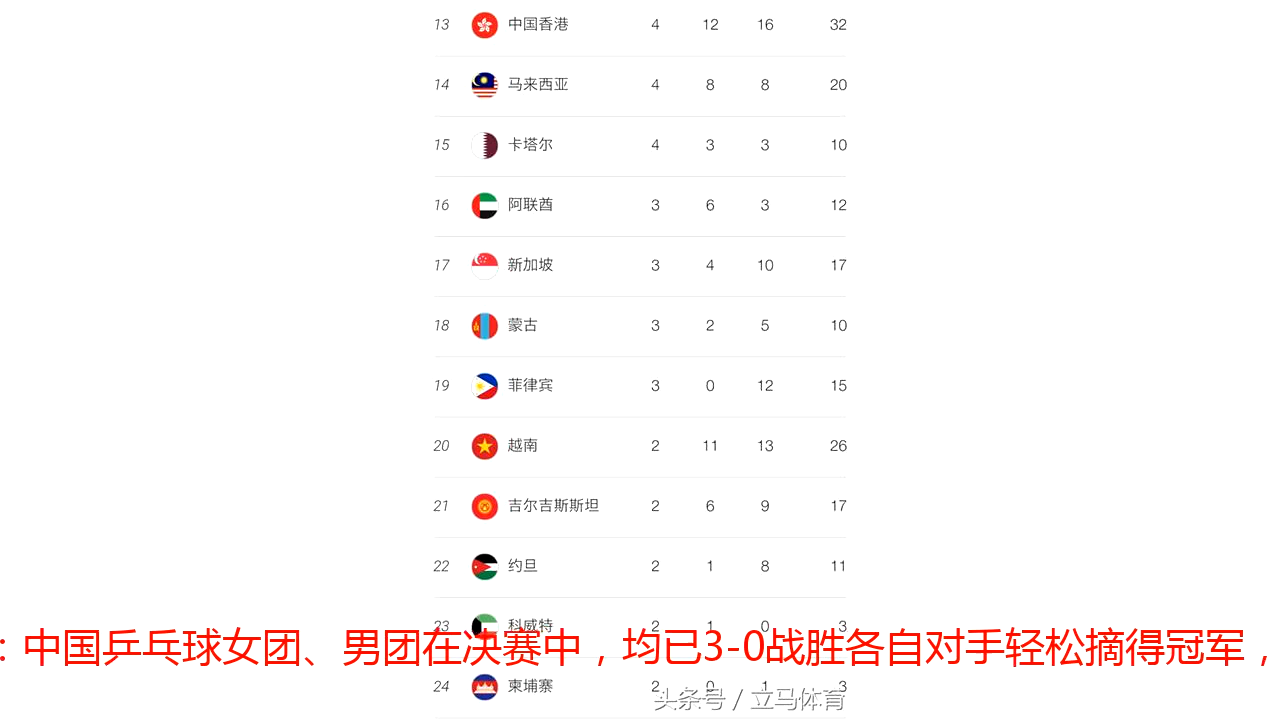 13 中国香港 4 12 16 32
14 马来西亚 4 8 8 20
15 卡塔尔 4 3 3 10
16 阿联酋 3 6 3 12
17 新加坡 3 4 10 17
18 蒙古 3 2 5 10
19 菲律宾 3 0 12 15
20 越南 2 11 13 26
21 吉尔吉斯斯坦 2 6 9 17
22 约旦 2 1 8 11
23 科威特 2 1 0 3
：中国乒乓球女团、男团在决赛中，均已3-0战胜各自对手轻松摘得冠军，
24 柬埔寨 2 0 1 3
头条号 / 立马体育